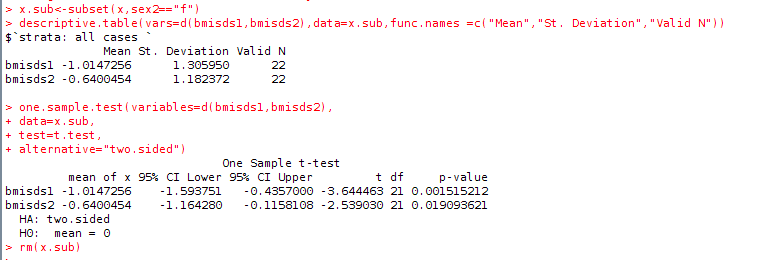 > x.sub<-subset(x,sex2=="f")
> descriptive.table(vars=d(bmisds1,bmisds2),data=x.sub,func.names =c("Mean","St. Deviation","Valid N"))
$`strata: all cases `
Mean St. Deviation Valid N
bmisds1 -1.0147256 1.305950 22
bmisds2 -0.6400454 1.182372 22
> one.sample.test(variables=d(bmisds1,bmisds2),
+ data=x.sub,
+ test=t.test,
+ alternative="two.sided")
One Sample t-test
mean of x 95% CI Lower 95% CI Upper t df p-value
bmisds1 -1.0147256 -1.593751 -0.4357000 -3.644463 21 0.001515212
bmisds2 -0.6400454 -1.164280 -0.1158108 -2.539030 21 0.019093621
HA: two.sided
H0: mean = 0
> rm(x.sub)